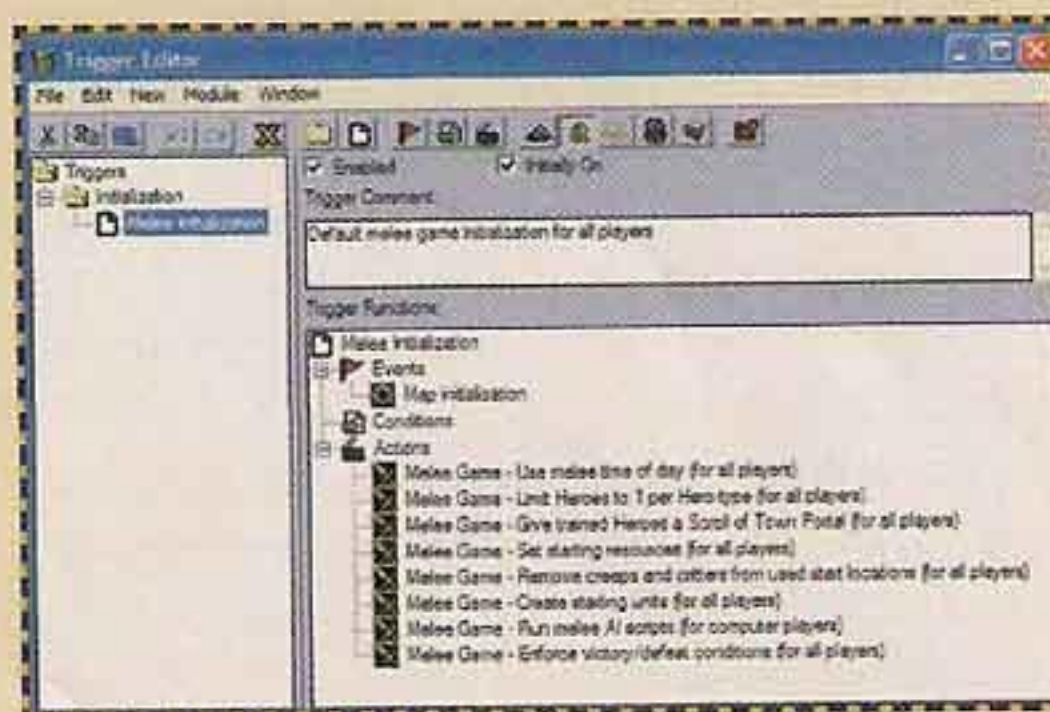 Trigger Editor
File Edit New Module Window
Triggers
Initialization
Melee Initialization
Enabled
Initially On
Trigger Comment:
Default melee game initialization for all players
Trigger Functions:
Melee Initialization
Events
Map initialization
Conditions
Actions
Melee Game - Use melee time of day (for all players)
Melee Game - Limit Heroes to 1 per Hero-type (for all players)
Melee Game - Give trained Heroes a Scroll of Town Portal (for all players)
Melee Game - Set starting resources (for all players)
Melee Game - Remove creeps and critters from used start locations (for all players)
Melee Game - Create starting units (for all players)
Melee Game - Run melee AI scripts (for computer players)
Melee Game - Enforce victory/defeat conditions (for all players)